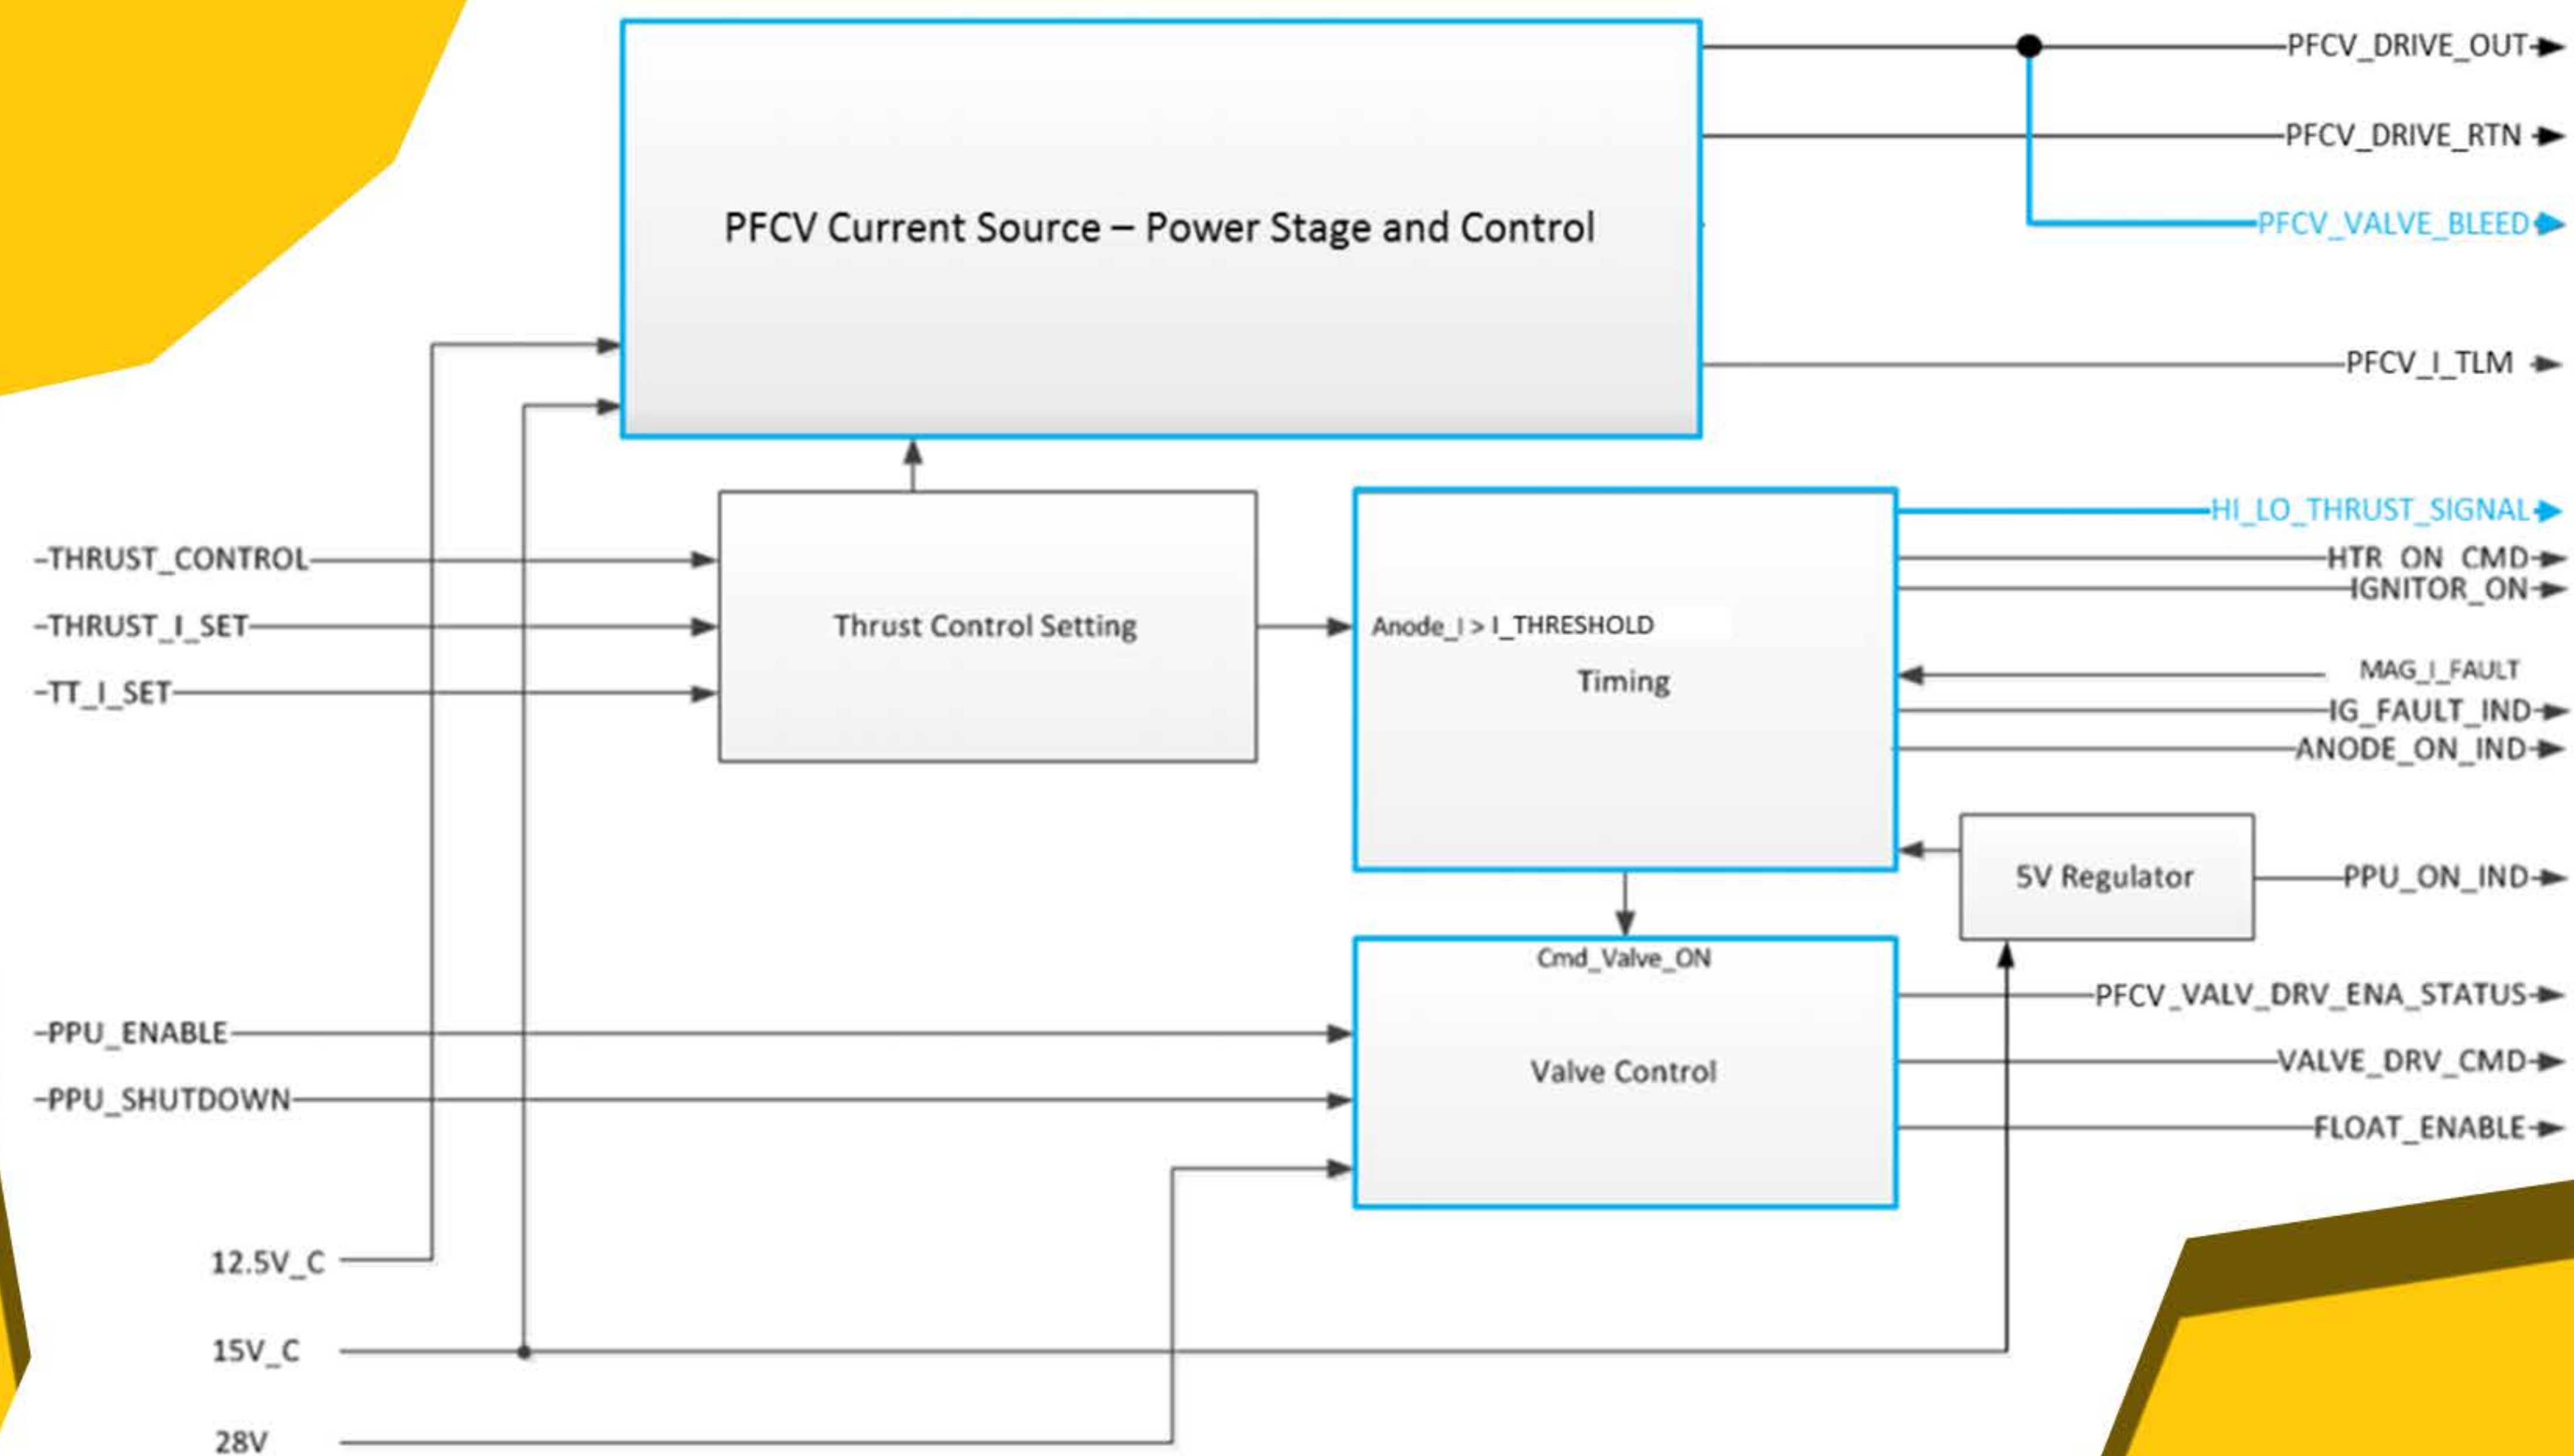 PFCV_DRIVE_OUT
PFCV_DRIVE_RTN
PFCV Current Source – Power Stage and Control
PFCV_VALVE_BLEED
PFCV_I_TLM
HI_LO_THRUST_SIGNAL
THRUST_CONTROL
HTR_ON_CMD
IGNITOR_ON
THRUST_I_SET
Thrust Control Setting
Anode_I > I_THRESHOLD
Timing
MAG_I_FAULT
TT_I_SET
IG_FAULT_IND
ANODE_ON_IND
5V Regulator
PPU_ON_IND
Cmd_Valve_ON
PFCV_VALV_DRV_ENA_STATUS
PPU_ENABLE
Valve Control
VALVE_DRV_CMD
PPU_SHUTDOWN
FLOAT_ENABLE
12.5V_C
15V_C
28V